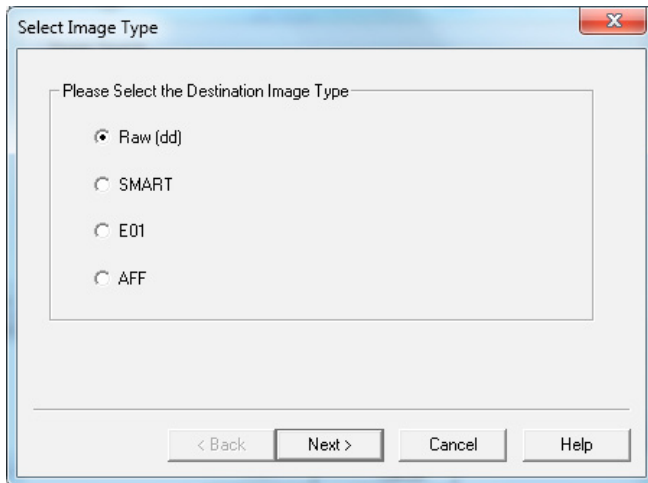 Select Image Type
Please Select the Destination Image Type
Raw (dd)
SMART
E01
AFF
< Back Next > Cancel Help